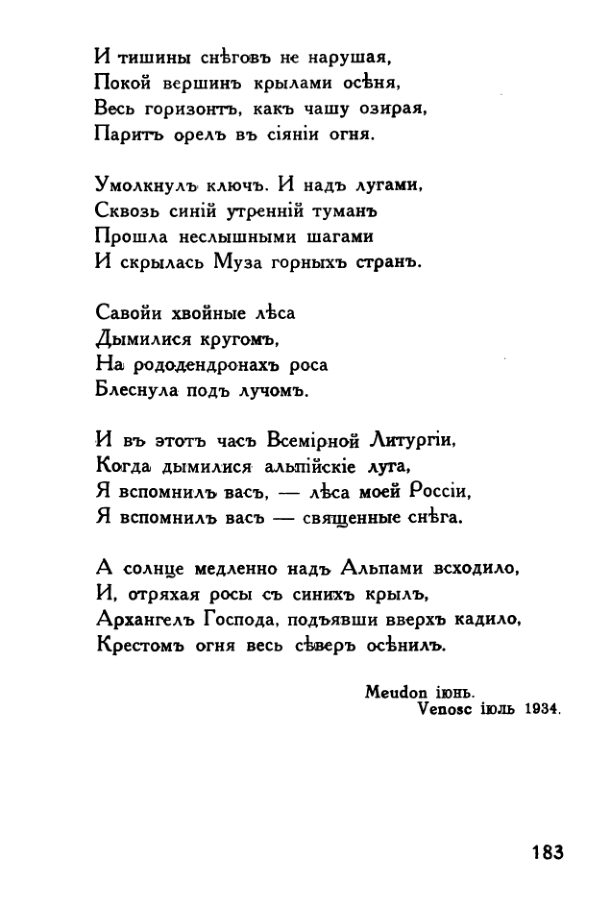 И тишины снѣговъ не нарушая,
Покой вершинъ крылами осѣня,
Весь горизонтъ, какъ чашу озирая,
Паритъ орелъ въ сіяніи огня.
Умолкнулъ ключъ. И надъ лугами,
Сквозь синій утренній туманъ
Прошла неслышными шагами
И скрылась Муза горныхъ странъ.
Савойи хвойные лѣса
Дымилися кругомъ,
На рододендронахъ роса
Блеснула подъ лучомъ.
И въ этотъ часъ Всемірной Литургіи,
Когда дымилися альпійскіе луга,
Я вспомнилъ васъ, — лѣса моей Россіи,
Я вспомнилъ васъ — священные снѣга.
А солнце медленно надъ Альпами всходило,
И, отряхая росы съ синихъ крылъ,
Архангелъ Господа, подъявши вверхъ кадило,
Крестомъ огня весь сѣверъ осѣнилъ.
Meudon іюнь.
Venosc іюль 1934.
183